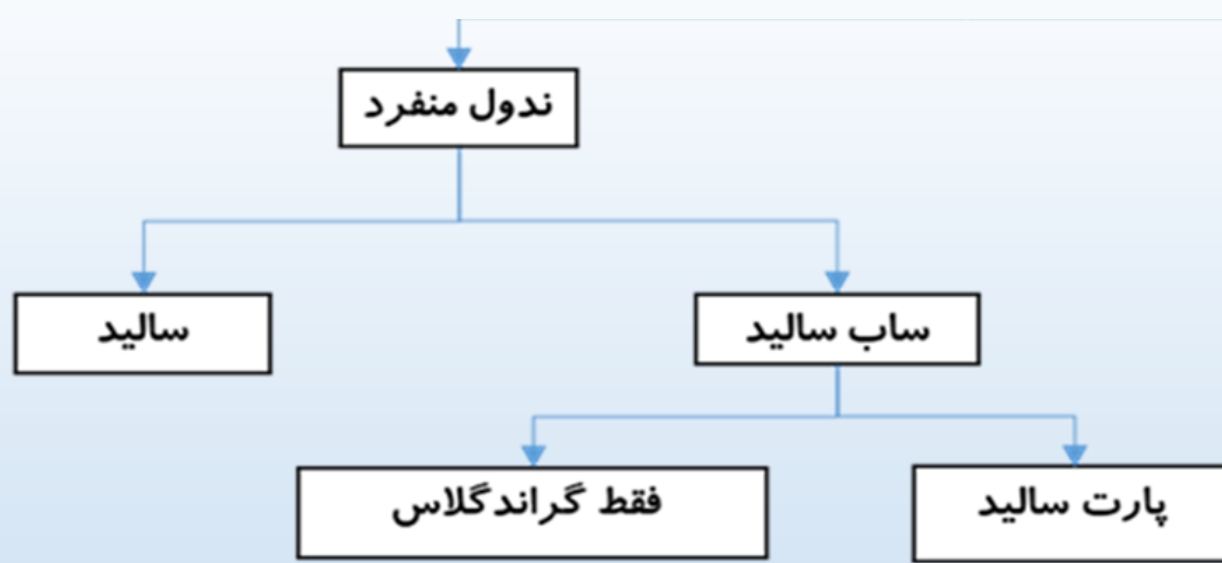 ندول منفرد
ساب سالید
سالید
پارت سالید
فقط گراندگلاس